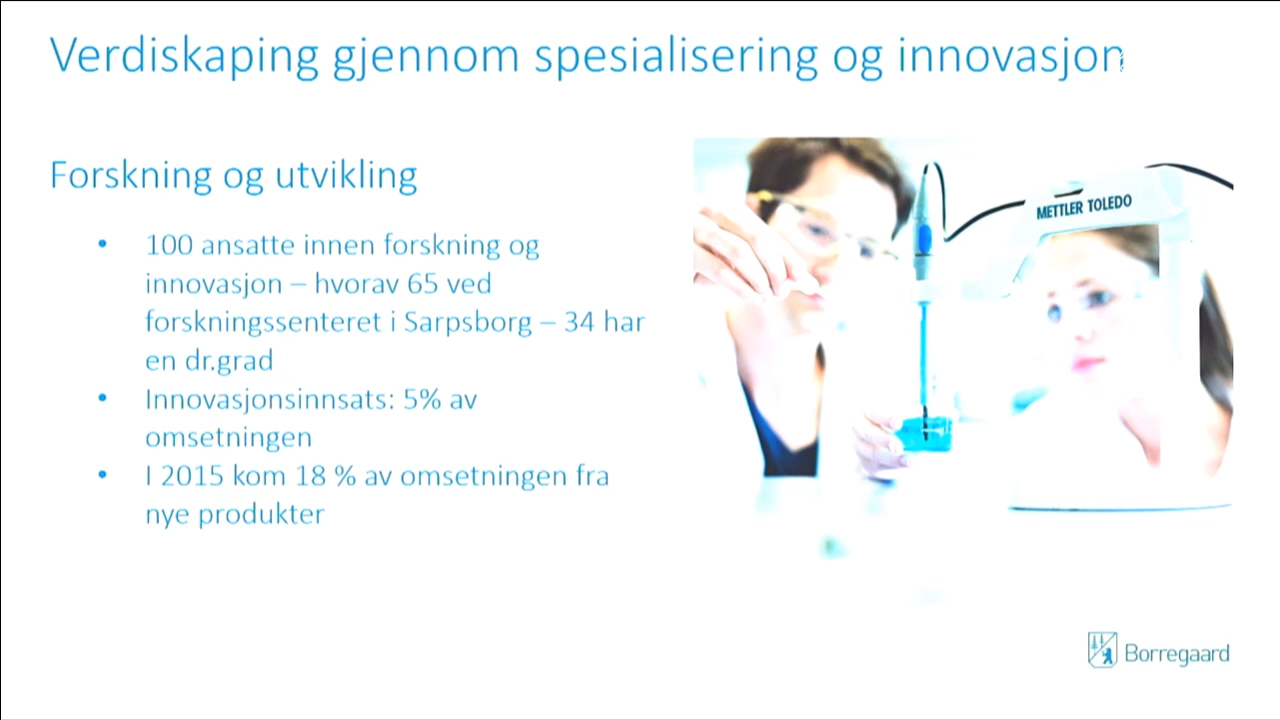 Verdiskaping gjennom spesialisering og innovasjon
Forskning og utvikling
• 100 ansatte innen forskning og
innovasjon – hvorav 65 ved
forskningssenteret i Sarpsborg – 34 har
en dr.grad
• Innovasjonsinnsats: 5% av
omsetningen
• I 2015 kom 18 % av omsetningen fra
nye produkter
METTLER TOLEDO
Borregaard